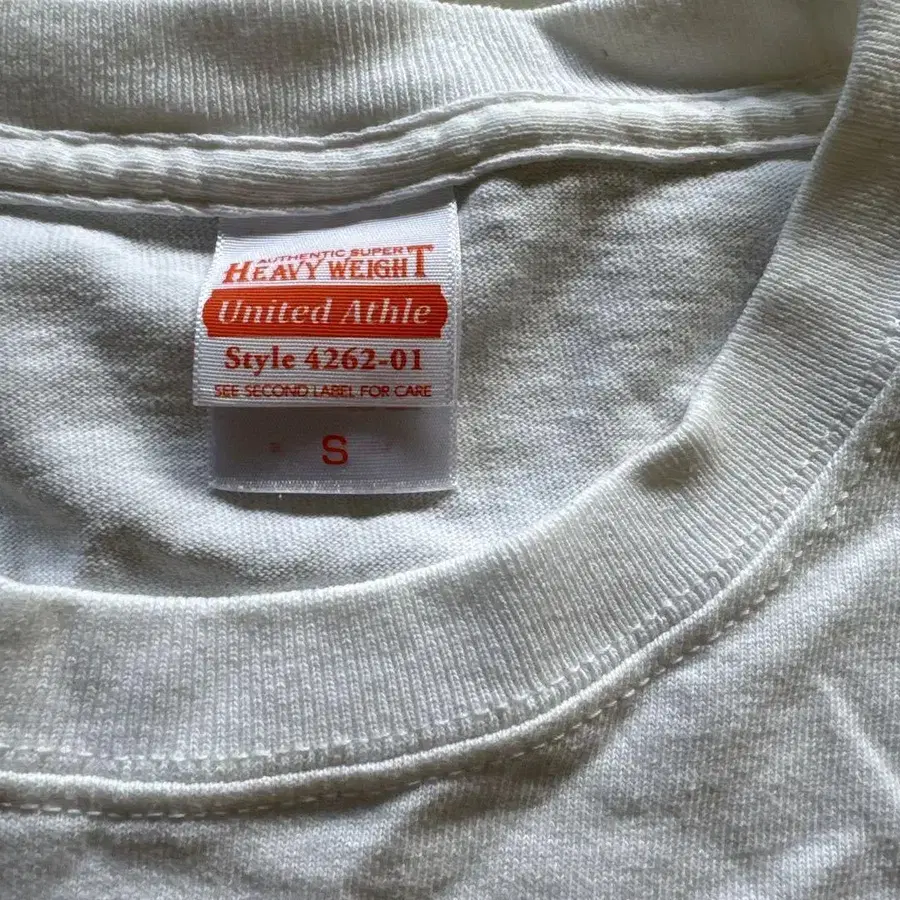 AUTHENTIC SUPER
HEAVY WEIGHT
United Athle
Style 4262-01
SEE SECOND LABEL FOR CARE
S